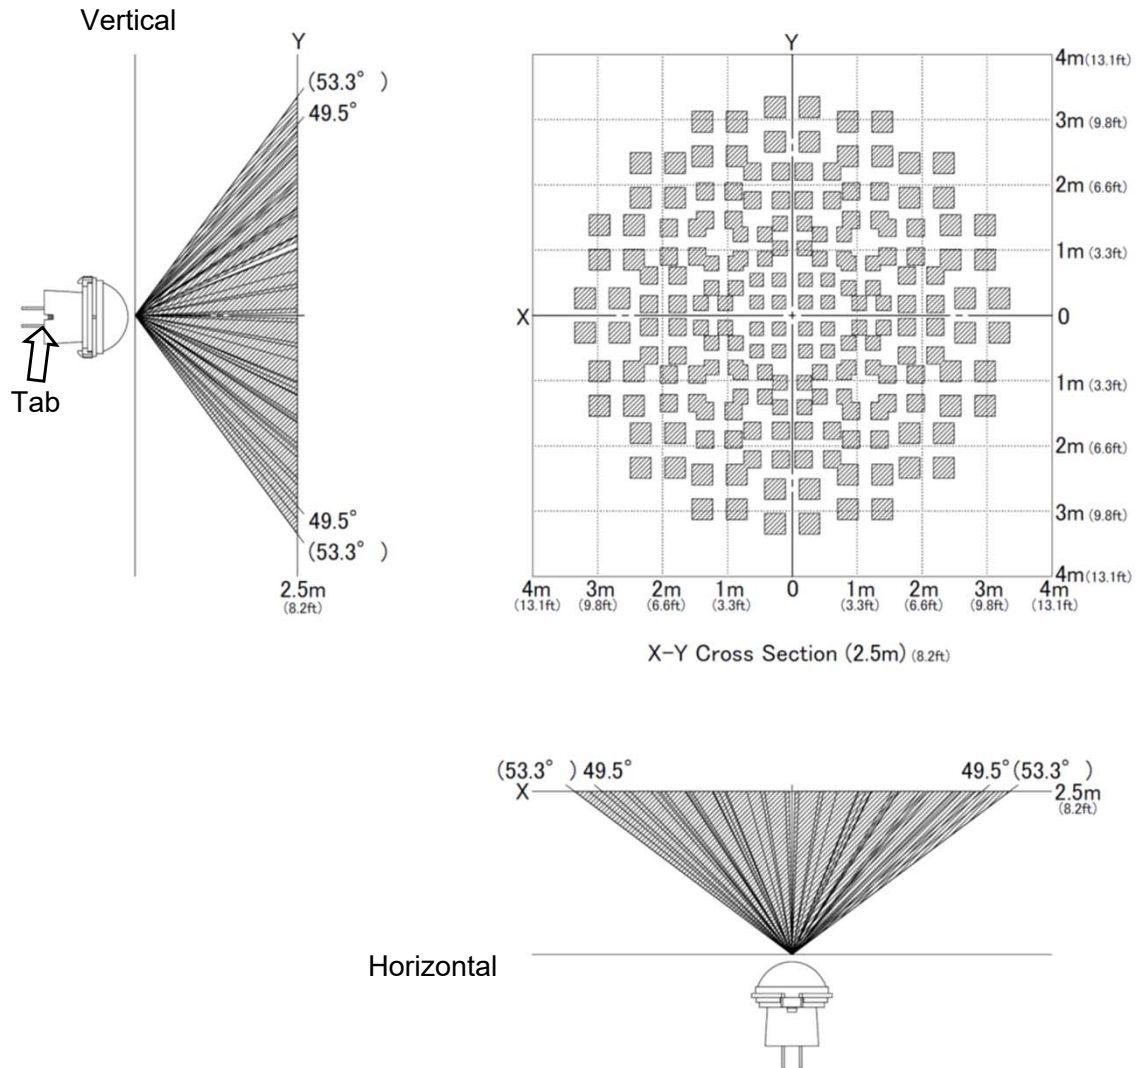 Vertical
Y
(53.3° )
49.5°
Tab
49.5°
(53.3° )
2.5m
(8.2ft)
Y
4m(13.1ft)
3m (9.8ft)
2m (6.6ft)
1m (3.3ft)
X
0
1m (3.3ft)
2m (6.6ft)
3m (9.8ft)
4m(13.1ft)
4m 3m 2m 1m 0 1m 2m 3m 4m
(13.1ft) (9.8ft) (6.6ft) (3.3ft) (3.3ft) (6.6ft) (9.8ft) (13.1ft)
X-Y Cross Section (2.5m) (8.2ft)
(53.3° ) 49.5° 49.5° (53.3° )
X 2.5m
(8.2ft)
Horizontal